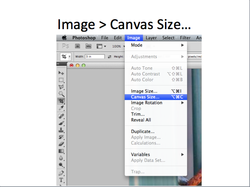 Image > Canvas Size...
Photoshop File Edit Image Layer Select Filter
Mode
Adjustments
Auto Tone ⇧⌘L
Auto Contrast ⌥⇧⌘L
Auto Color ⇧⌘B
Image Size... ⌥⌘I
Canvas Size... ⌥⌘C
Image Rotation
Crop
Trim...
Reveal All
Duplicate...
Apply Image...
Calculations...
Variables
Apply Data Set...
Trap...